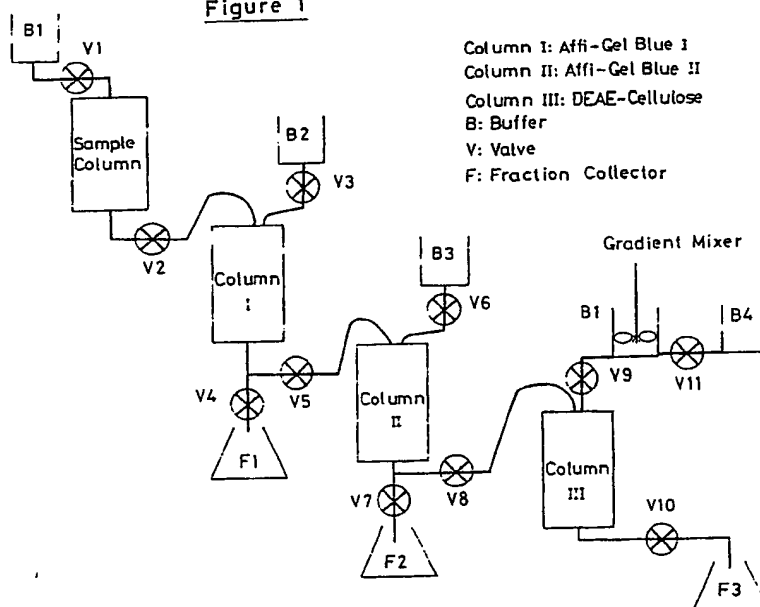 Figure 1
B1
V1
Sample
Column
V2
B2
V3
Column
I
V4
V5
F1
B3
V6
Column
II
V7
V8
F2
Column I: Affi-Gel Blue I
Column II: Affi-Gel Blue II
Column III: DEAE-Cellulose
B: Buffer
V: Valve
F: Fraction Collector
Gradient Mixer
B1
B4
V9
V11
Column
III
V10
F3